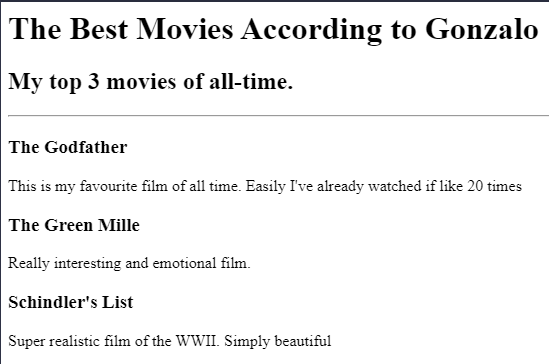 The Best Movies According to Gonzalo
My top 3 movies of all-time.
The Godfather
This is my favourite film of all time. Easily I've already watched if like 20 times
The Green Mille
Really interesting and emotional film.
Schindler's List
Super realistic film of the WWII. Simply beautiful